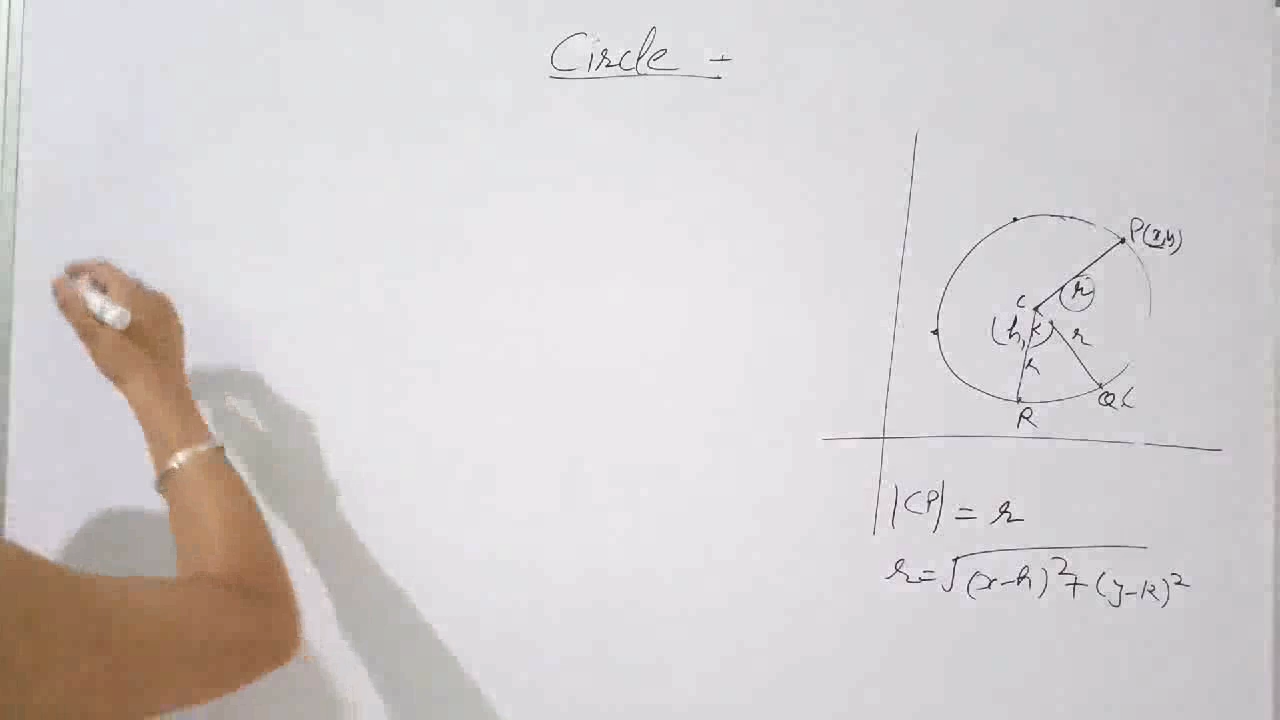 Circle -
P(x,y)
r
C
(h, k)
r
r
Q(
R
|CP| = r
r = √(x-h)² + (y-k)²